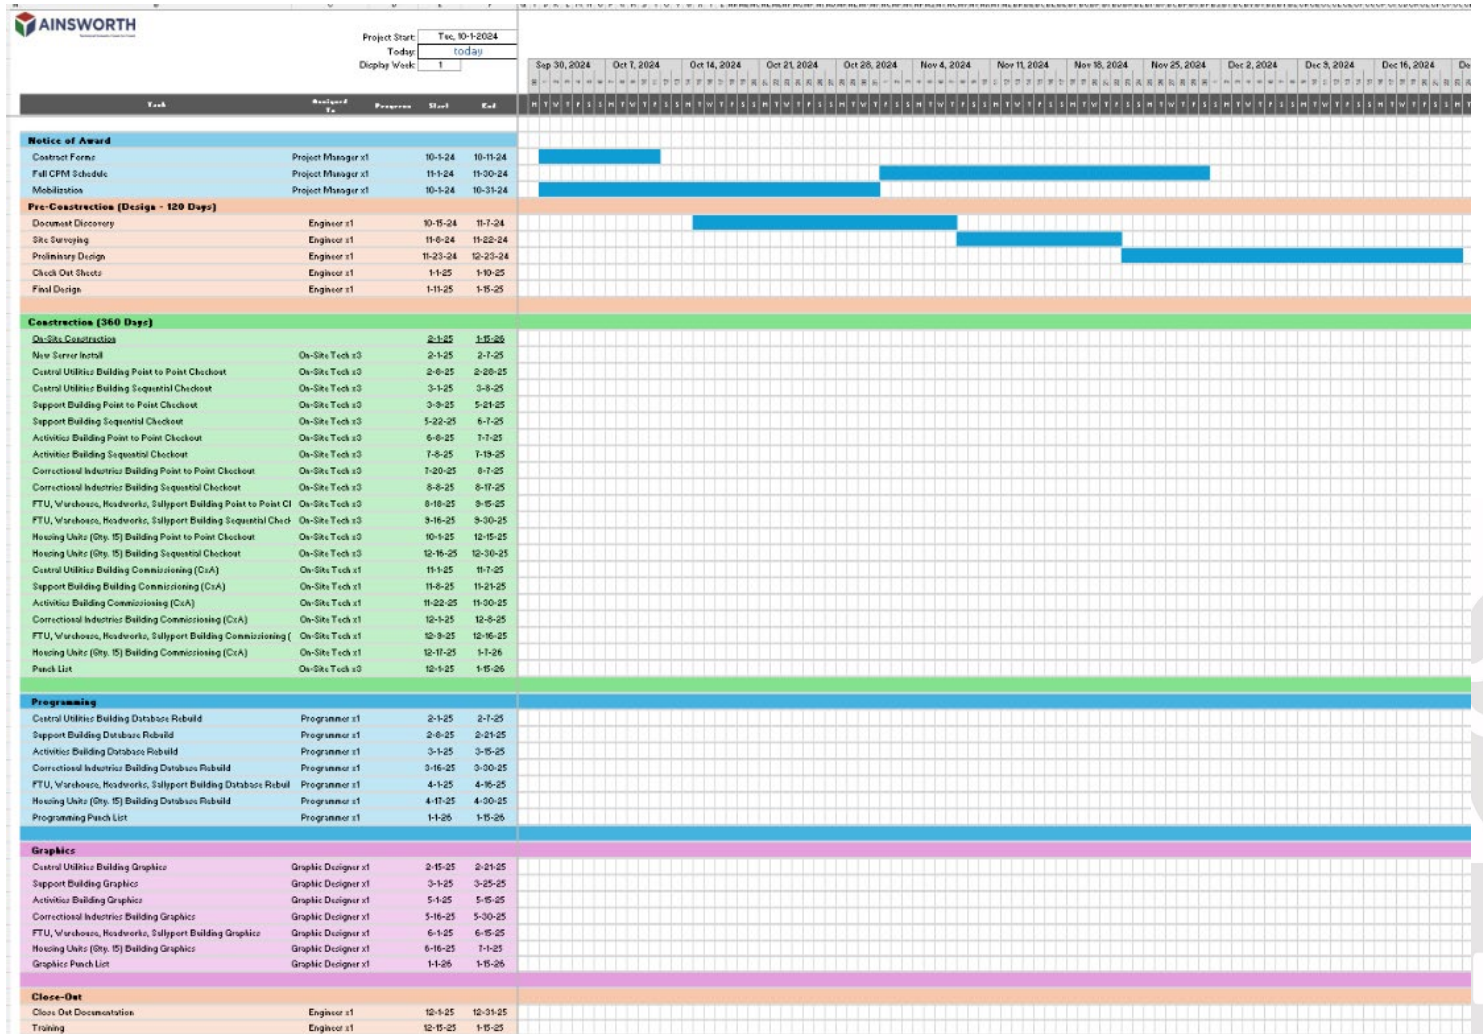 AINSWORTH
Project Start: Tue, 10-1-2024
Today: today
Display Week: 1
Sep 30, 2024 Oct 7, 2024 Oct 14, 2024 Oct 21, 2024 Oct 28, 2024 Nov 4, 2024 Nov 11, 2024 Nov 18, 2024 Nov 25, 2024 Dec 2, 2024 Dec 9, 2024 Dec 16, 2024 De
Task Assigned To Progress Start End M T W T F S S M T W T F S S M T W T F S S M T W T F S S M T W T F S S M T W T F S S M T W T F S S M T W T F S S M T W T F S S M T W T F S S M T W T F S S M T W T F S S M
Notice of Award
Contract Forms Project Manager x1 10-1-24 10-11-24
Full CPM Schedule Project Manager x1 11-1-24 11-30-24
Mobilization Project Manager x1 10-1-24 10-31-24
Pre-Construction (Design - 120 Days)
Document Discovery Engineer x1 10-15-24 11-7-24
Site Surveying Engineer x1 11-8-24 11-22-24
Preliminary Design Engineer x1 11-23-24 12-23-24
Check Out Sheets Engineer x1 1-1-25 1-10-25
Final Design Engineer x1 1-11-25 1-15-25
Construction (360 Days)
On-Site Construction 2-1-25 1-15-26
New Server Install On-Site Tech x3 2-1-25 2-7-25
Central Utilities Building Point to Point Checkout On-Site Tech x3 2-8-25 2-28-25
Central Utilities Building Sequential Checkout On-Site Tech x3 3-1-25 3-8-25
Support Building Point to Point Checkout On-Site Tech x3 3-9-25 5-21-25
Support Building Sequential Checkout On-Site Tech x3 5-22-25 6-7-25
Activities Building Point to Point Checkout On-Site Tech x3 6-8-25 7-7-25
Activities Building Sequential Checkout On-Site Tech x3 7-8-25 7-19-25
Correctional Industries Building Point to Point Checkout On-Site Tech x3 7-20-25 8-7-25
Correctional Industries Building Sequential Checkout On-Site Tech x3 8-8-25 8-17-25
FTU, Warehouse, Headworks, Sallyport Building Point to Point Cl On-Site Tech x3 8-18-25 9-15-25
FTU, Warehouse, Headworks, Sallyport Building Sequential Check On-Site Tech x3 9-16-25 9-30-25
Housing Units (Qty. 15) Building Point to Point Checkout On-Site Tech x3 10-1-25 12-15-25
Housing Units (Qty. 15) Building Sequential Checkout On-Site Tech x3 12-16-25 12-30-25
Central Utilities Building Commissioning (CxA) On-Site Tech x1 11-1-25 11-7-25
Support Building Building Commissioning (CxA) On-Site Tech x1 11-8-25 11-21-25
Activities Building Commissioning (CxA) On-Site Tech x1 11-22-25 11-30-25
Correctional Industries Building Commissioning (CxA) On-Site Tech x1 12-1-25 12-8-25
FTU, Warehouse, Headworks, Sallyport Building Commissioning ( On-Site Tech x1 12-9-25 12-16-25
Housing Units (Qty. 15) Building Commissioning (CxA) On-Site Tech x1 12-17-25 1-7-26
Punch List On-Site Tech x3 12-1-25 1-15-26
Programming
Central Utilities Building Database Rebuild Programmer x1 2-1-25 2-7-25
Support Building Database Rebuild Programmer x1 2-8-25 2-21-25
Activities Building Database Rebuild Programmer x1 3-1-25 3-15-25
Correctional Industries Building Database Rebuild Programmer x1 3-16-25 3-30-25
FTU, Warehouse, Headworks, Sallyport Building Database Rebuil Programmer x1 4-1-25 4-16-25
Housing Units (Qty. 15) Building Database Rebuild Programmer x1 4-17-25 4-30-25
Programming Punch List Programmer x1 1-1-26 1-15-26
Graphics
Central Utilities Building Graphics Graphic Designer x1 2-15-25 2-21-25
Support Building Graphics Graphic Designer x1 3-1-25 3-25-25
Activities Building Graphics Graphic Designer x1 5-1-25 5-15-25
Correctional Industries Building Graphics Graphic Designer x1 5-16-25 5-30-25
FTU, Warehouse, Headworks, Sallyport Building Graphics Graphic Designer x1 6-1-25 6-15-25
Housing Units (Qty. 15) Building Graphics Graphic Designer x1 6-16-25 7-1-25
Graphics Punch List Graphic Designer x1 1-1-26 1-15-26
Close-Out
Close Out Documentation Engineer x1 12-1-25 12-31-25
Training Engineer x1 12-15-25 1-15-25